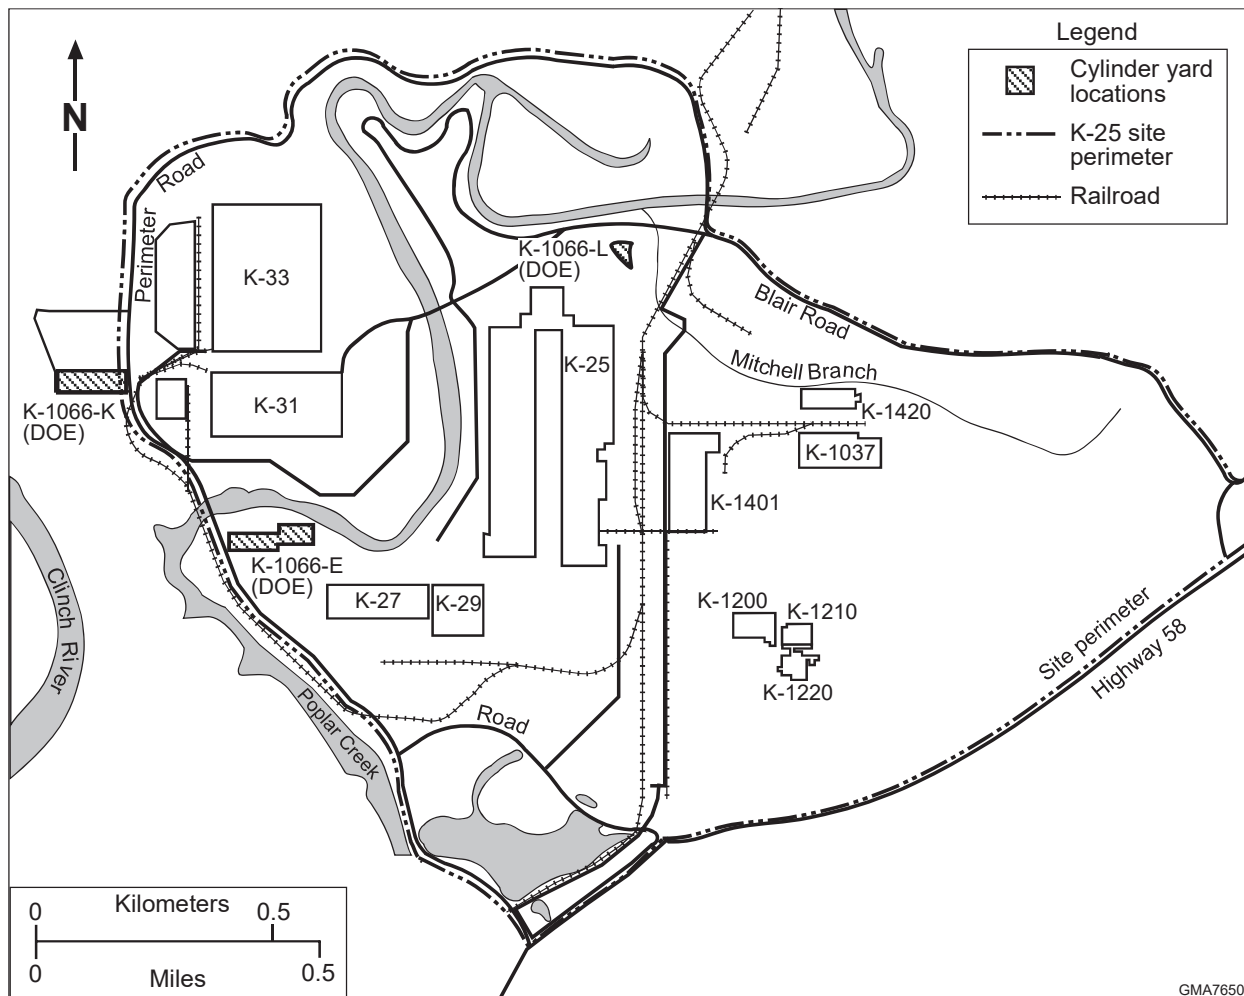 Legend
Cylinder yard
locations
K-25 site
perimeter
Railroad
N
Road
Perimeter
K-33
K-1066-L
(DOE)
Blair Road
K-25
Mitchell Branch
K-31
K-1066-K
(DOE)
K-1420
K-1037
K-1401
K-1066-E
(DOE)
Clinch River
K-27
K-29
K-1200
K-1210
K-1220
Site perimeter
Highway 58
Poplar Creek
Road
Kilometers
0
0.5
0
0.5
Miles
GMA7650